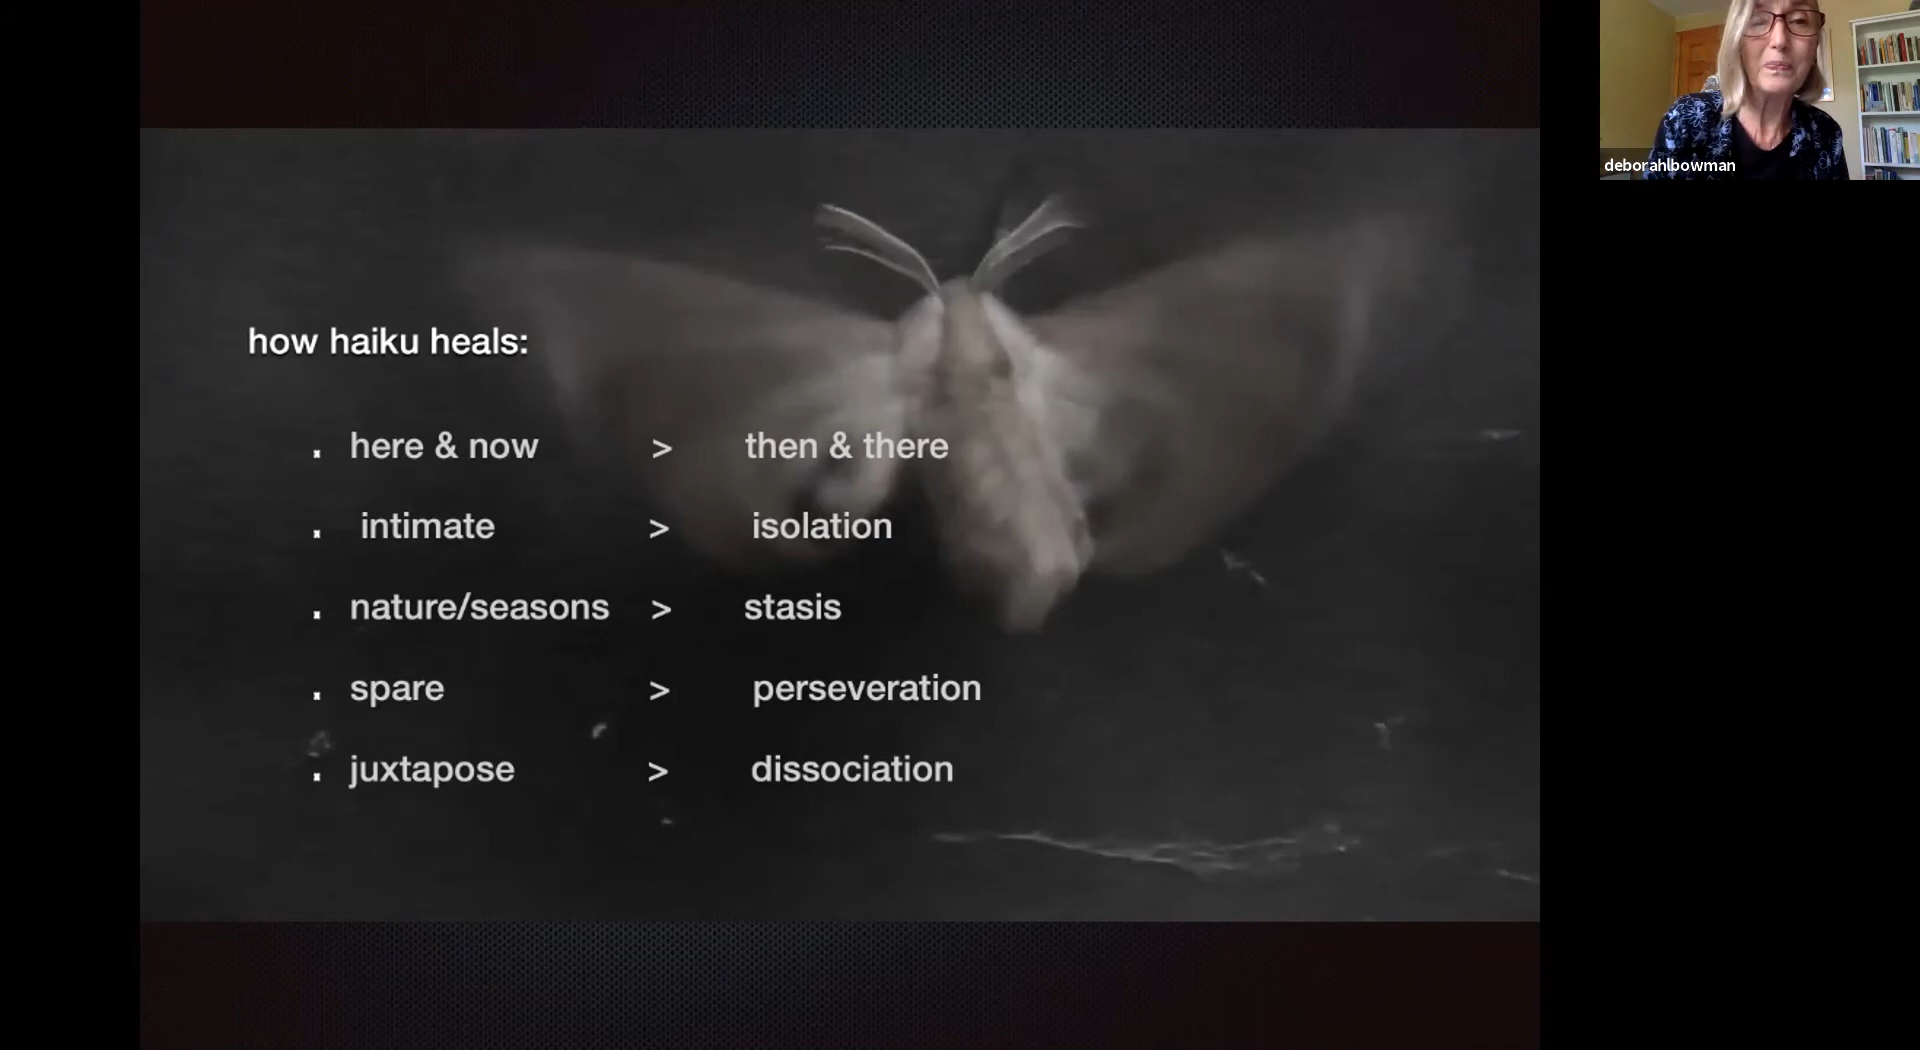 deborahlbowman
how haiku heals:
. here & now > then & there
. intimate > isolation
. nature/seasons > stasis
. spare > perseveration
. juxtapose > dissociation